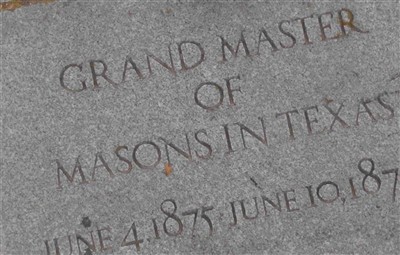 GRAND MASTER
OF
MASONS IN TEXAS
JUNE 4, 1875 JUNE 10, 187